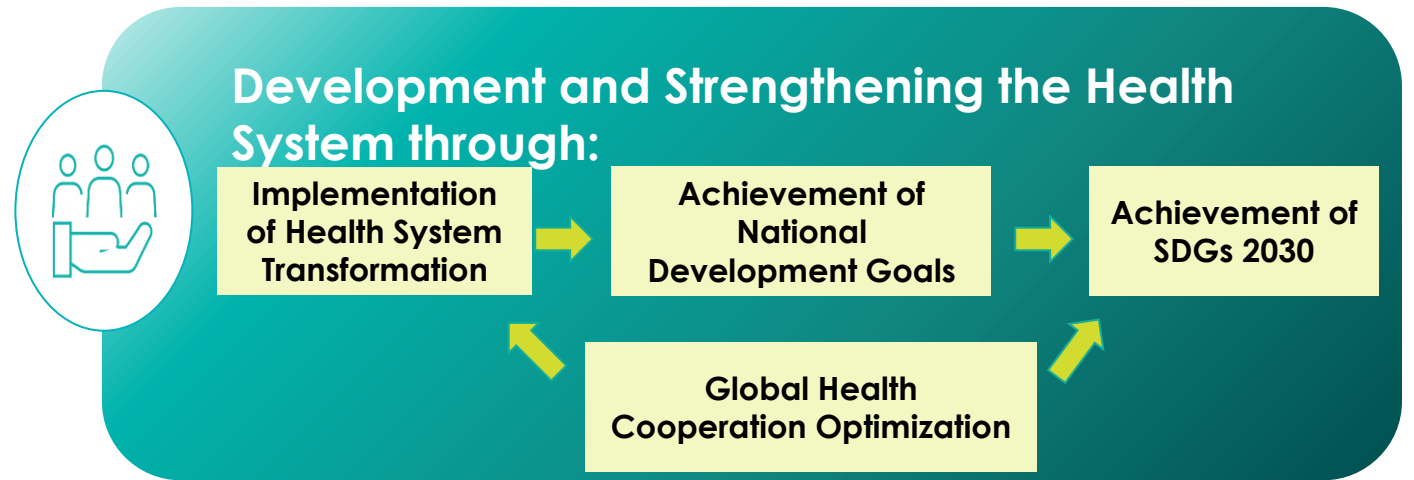 Development and Strengthening the Health
System through:
Implementation
of Health System
Transformation
Achievement of
National
Development Goals
Achievement of
SDGs 2030
Global Health
Cooperation Optimization